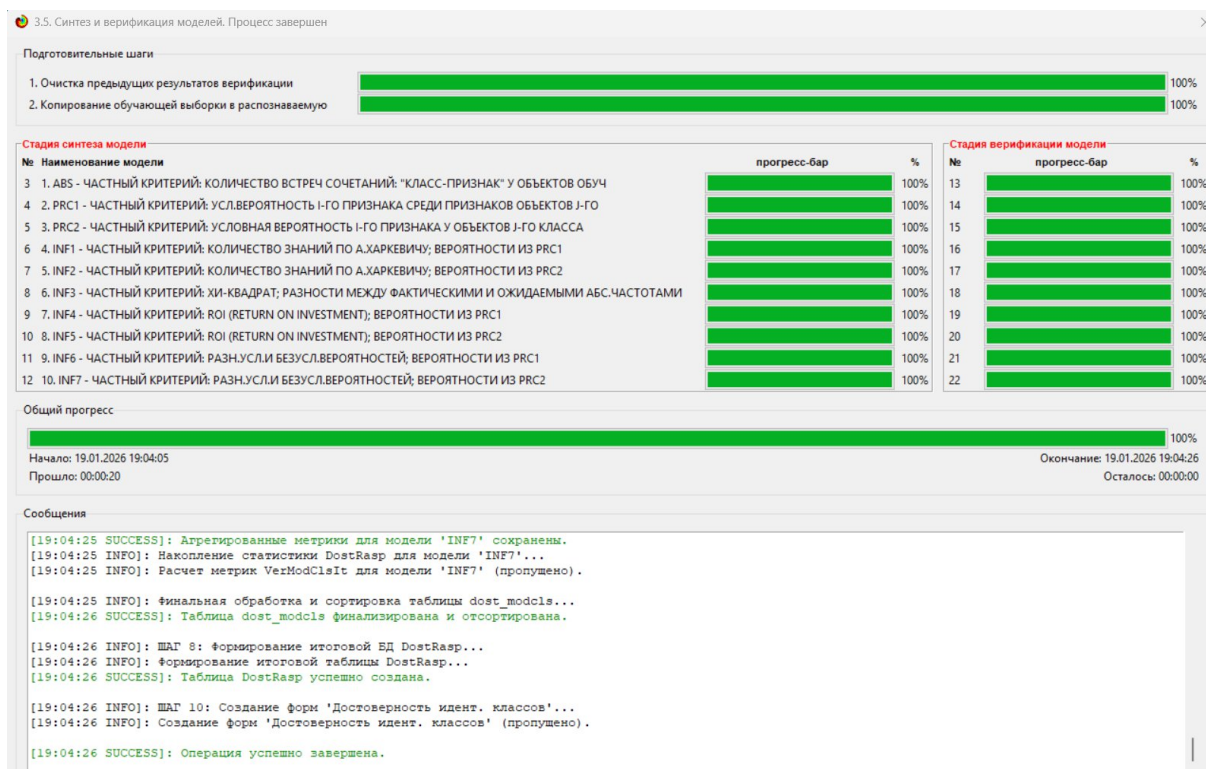 3.5. Синтез и верификация моделей. Процесс завершен
Подготовительные шаги
1. Очистка предыдущих результатов верификации 100%
2. Копирование обучающей выборки в распознаваемую 100%
Стадия синтеза модели Стадия верификации модели
№ Наименование модели прогресс-бар % № прогресс-бар %
3 1. ABS - ЧАСТНЫЙ КРИТЕРИЙ: КОЛИЧЕСТВО ВСТРЕЧ СОЧЕТАНИЙ: "КЛАСС-ПРИЗНАК" У ОБЪЕКТОВ ОБУЧ 100% 13 100%
4 2. PRC1 - ЧАСТНЫЙ КРИТЕРИЙ: УСЛ.ВЕРОЯТНОСТЬ I-ГО ПРИЗНАКА СРЕДИ ПРИЗНАКОВ ОБЪЕКТОВ J-ГО 100% 14 100%
5 3. PRC2 - ЧАСТНЫЙ КРИТЕРИЙ: УСЛОВНАЯ ВЕРОЯТНОСТЬ I-ГО ПРИЗНАКА У ОБЪЕКТОВ J-ГО КЛАССА 100% 15 100%
6 4. INF1 - ЧАСТНЫЙ КРИТЕРИЙ: КОЛИЧЕСТВО ЗНАНИЙ ПО А.ХАРКЕВИЧУ; ВЕРОЯТНОСТИ ИЗ PRC1 100% 16 100%
7 5. INF2 - ЧАСТНЫЙ КРИТЕРИЙ: КОЛИЧЕСТВО ЗНАНИЙ ПО А.ХАРКЕВИЧУ; ВЕРОЯТНОСТИ ИЗ PRC2 100% 17 100%
8 6. INF3 - ЧАСТНЫЙ КРИТЕРИЙ: ХИ-КВАДРАТ; РАЗНОСТИ МЕЖДУ ФАКТИЧЕСКИМИ И ОЖИДАЕМЫМИ АБС.ЧАСТОТАМИ 100% 18 100%
9 7. INF4 - ЧАСТНЫЙ КРИТЕРИЙ: ROI (RETURN ON INVESTMENT); ВЕРОЯТНОСТИ ИЗ PRC1 100% 19 100%
10 8. INF5 - ЧАСТНЫЙ КРИТЕРИЙ: ROI (RETURN ON INVESTMENT); ВЕРОЯТНОСТИ ИЗ PRC2 100% 20 100%
11 9. INF6 - ЧАСТНЫЙ КРИТЕРИЙ: РАЗН.УСЛ.И БЕЗУСЛ.ВЕРОЯТНОСТЕЙ; ВЕРОЯТНОСТИ ИЗ PRC1 100% 21 100%
12 10. INF7 - ЧАСТНЫЙ КРИТЕРИЙ: РАЗН.УСЛ.И БЕЗУСЛ.ВЕРОЯТНОСТЕЙ; ВЕРОЯТНОСТИ ИЗ PRC2 100% 22 100%
Общий прогресс
100%
Начало: 19.01.2026 19:04:05 Окончание: 19.01.2026 19:04:26
Прошло: 00:00:20 Осталось: 00:00:00
Сообщения
[19:04:25 SUCCESS]: Агрегированные метрики для модели 'INF7' сохранены.
[19:04:25 INFO]: Накопление статистики DostRasp для модели 'INF7'...
[19:04:25 INFO]: Расчет метрик VerModClsIt для модели 'INF7' (пропущено).
[19:04:25 INFO]: Финальная обработка и сортировка таблицы dost_modcls...
[19:04:26 SUCCESS]: Таблица dost_modcls финализирована и отсортирована.
[19:04:26 INFO]: ШАГ 8: Формирование итоговой БД DostRasp...
[19:04:26 INFO]: Формирование итоговой таблицы DostRasp...
[19:04:26 SUCCESS]: Таблица DostRasp успешно создана.
[19:04:26 INFO]: ШАГ 10: Создание форм 'Достоверность идент. классов'...
[19:04:26 INFO]: Создание форм 'Достоверность идент. классов' (пропущено).
[19:04:26 SUCCESS]: Операция успешно завершена.